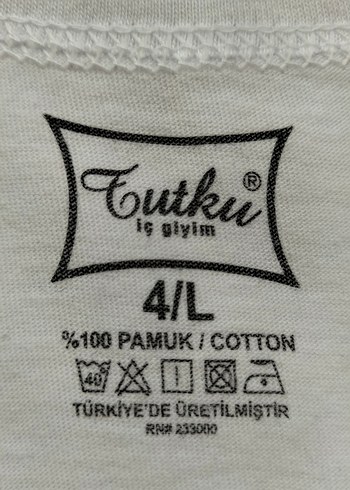 Tutku®
iç giyim
4/L
%100 PAMUK / COTTON
40
TÜRKİYE'DE ÜRETİLMİŞTİR
RN# 233000